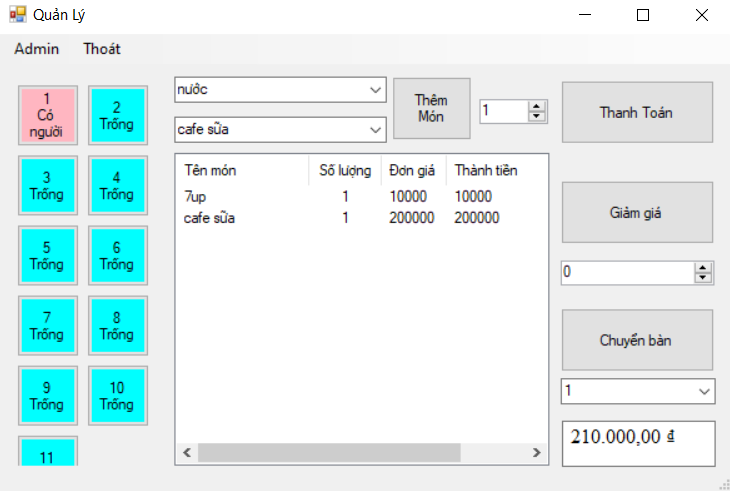 Quản Lý
Admin Thoát
1
Có
người
2
Trống
3
Trống
4
Trống
5
Trống
6
Trống
7
Trống
8
Trống
9
Trống
10
Trống
11
nước
cafe sữa
Thêm
Món
1
Tên món Số lượng Đơn giá Thành tiền
7up 1 10000 10000
cafe sữa 1 200000 200000
Thanh Toán
Giảm giá
0
Chuyển bàn
1
210.000,00 ₫